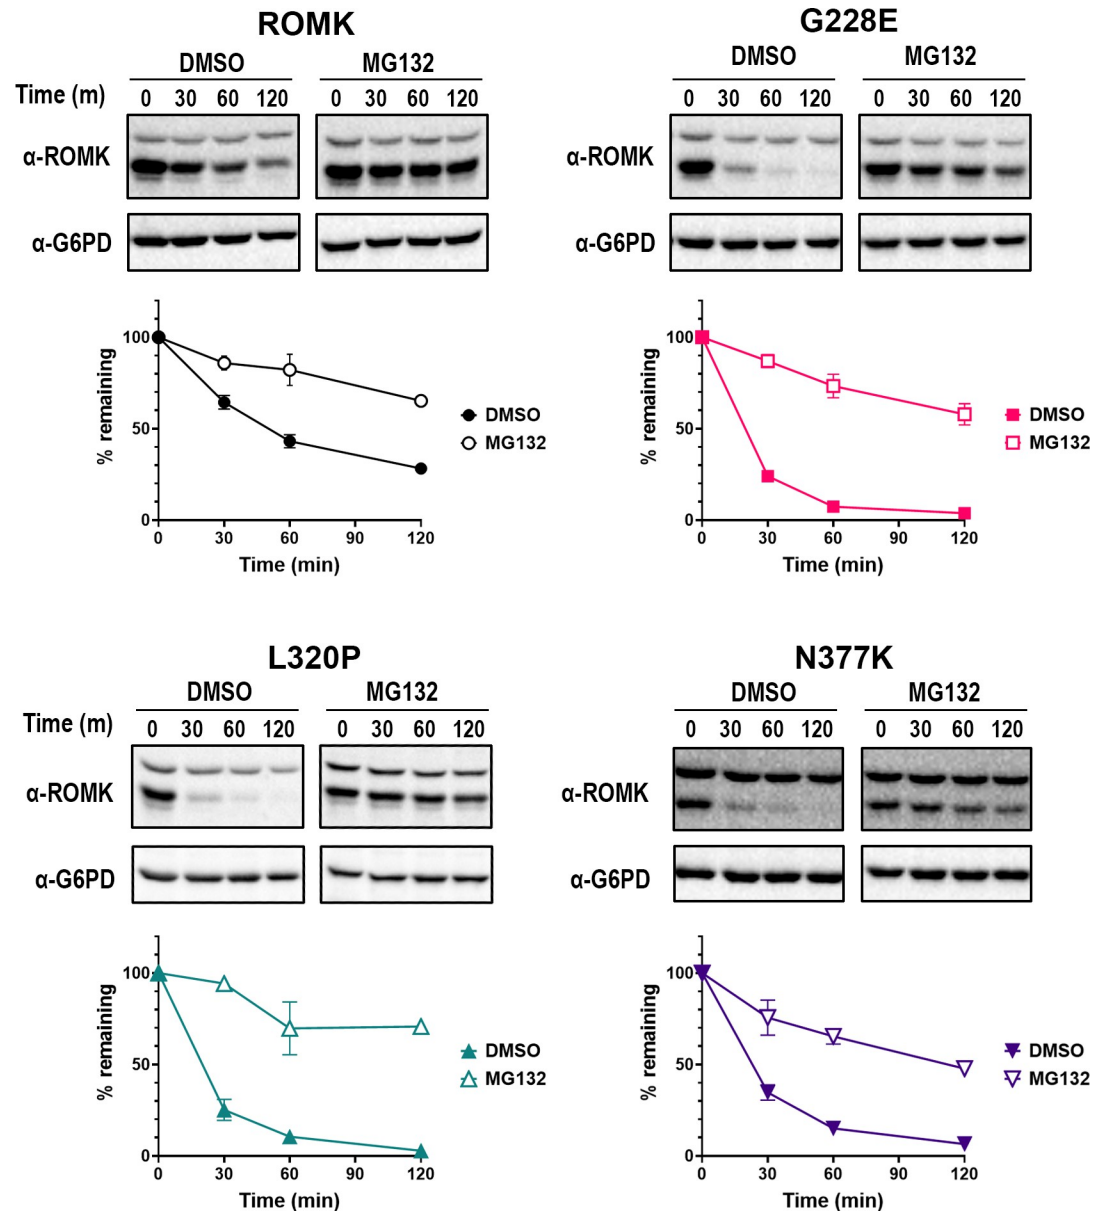 ROMK
DMSO MG132
Time (m) 0 30 60 120 0 30 60 120
α-ROMK
α-G6PD
100
50
0
% remaining
0 30 60 90 120
Time (min)
DMSO
MG132
G228E
DMSO MG132
0 30 60 120 0 30 60 120
α-ROMK
α-G6PD
100
50
0
% remaining
0 30 60 90 120
Time (min)
DMSO
MG132
L320P
DMSO MG132
Time (m) 0 30 60 120 0 30 60 120
α-ROMK
α-G6PD
100
50
0
% remaining
0 30 60 90 120
Time (min)
DMSO
MG132
N377K
DMSO MG132
0 30 60 120 0 30 60 120
α-ROMK
α-G6PD
100
50
0
% remaining
0 30 60 90 120
Time (min)
DMSO
MG132